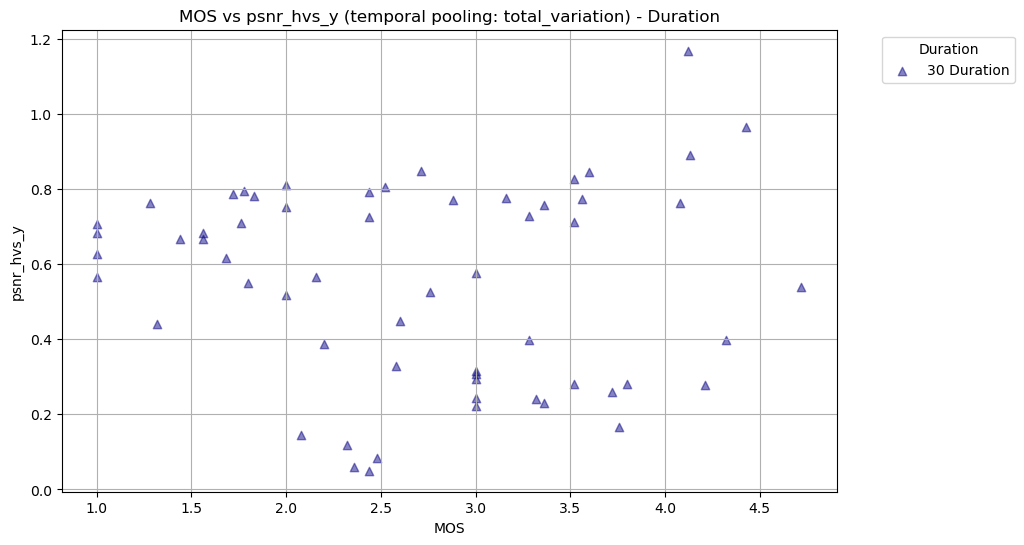 MOS vs psnr_hvs_y (temporal pooling: total_variation) - Duration
Duration
30 Duration
1.2
1.0
0.8
0.6
0.4
0.2
0.0
psnr_hvs_y
1.0 1.5 2.0 2.5 3.0 3.5 4.0 4.5
MOS